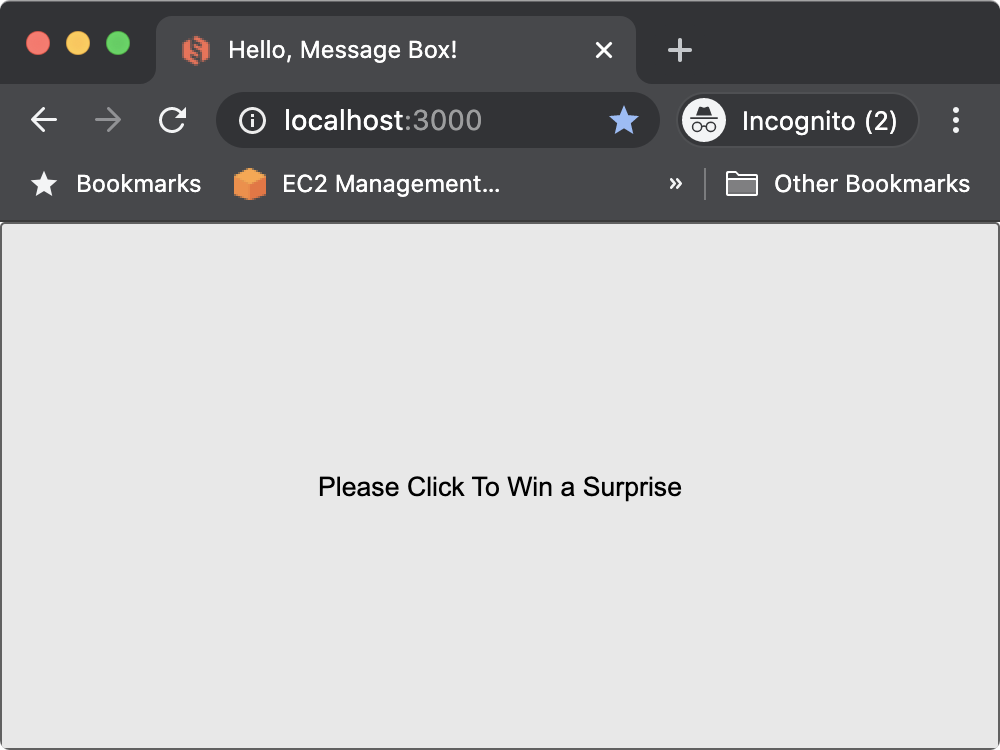 Hello, Message Box!
localhost:3000
Incognito (2)
Bookmarks
EC2 Management...
»
Other Bookmarks
Please Click To Win a Surprise